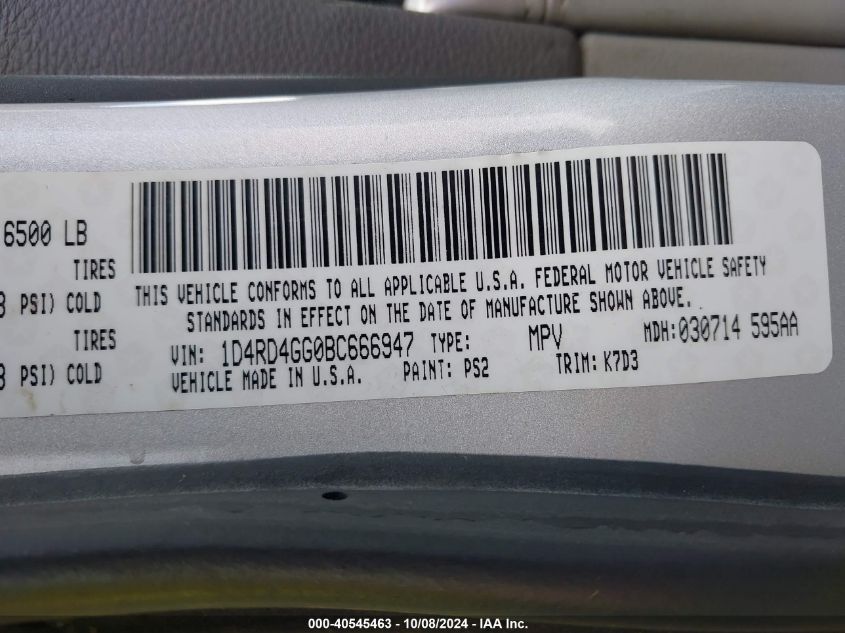 6500 LB
TIRES
PSI) COLD
TIRES
PSI) COLD
THIS VEHICLE CONFORMS TO ALL APPLICABLE U.S.A. FEDERAL MOTOR VEHICLE SAFETY
STANDARDS IN EFFECT ON THE DATE OF MANUFACTURE SHOWN ABOVE.
VIN: 1D4RD4GG0BC666947 TYPE: MPV MDH:030714 595AA
VEHICLE MADE IN U.S.A. PAINT: PS2 TRIM: K7D3
000-40545463 - 10/08/2024 - IAA Inc.